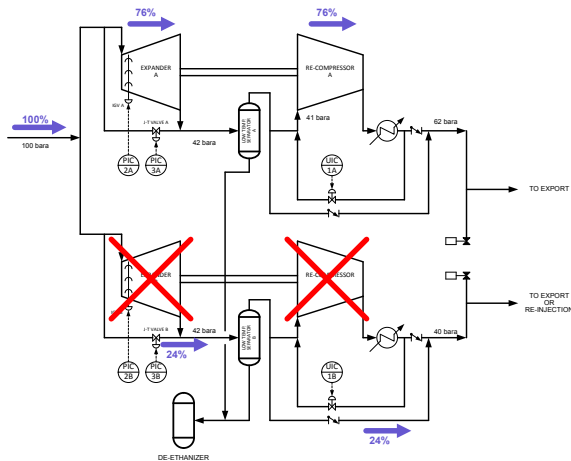 76%
76%
EXPANDER
A
RE-COMPRESSOR
A
100%
100 bara
IGV A
J-T VALVE A
PIC
2A
PIC
3A
42 bara
LOW TEMP
SEPARATOR
A
41 bara
UIC
1A
62 bara
TO EXPORT
EXPANDER
J-T VALVE B
PIC
2B
PIC
3B
42 bara
24%
LOW TEMP
SEPARATOR
B
UIC
1B
40 bara
TO EXPORT
OR
RE-INJECTION
24%
DE-ETHANIZER